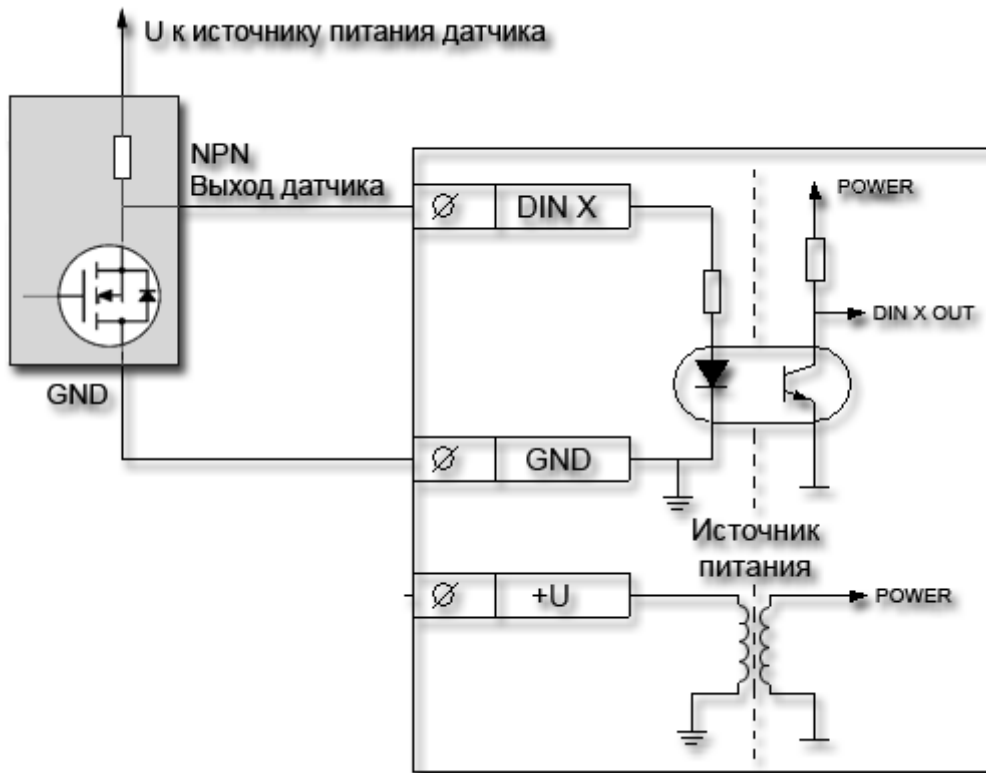 U к источнику питания датчика
NPN
Выход датчика
GND
DIN X
POWER
DIN X OUT
GND
Источник
питания
+U
POWER